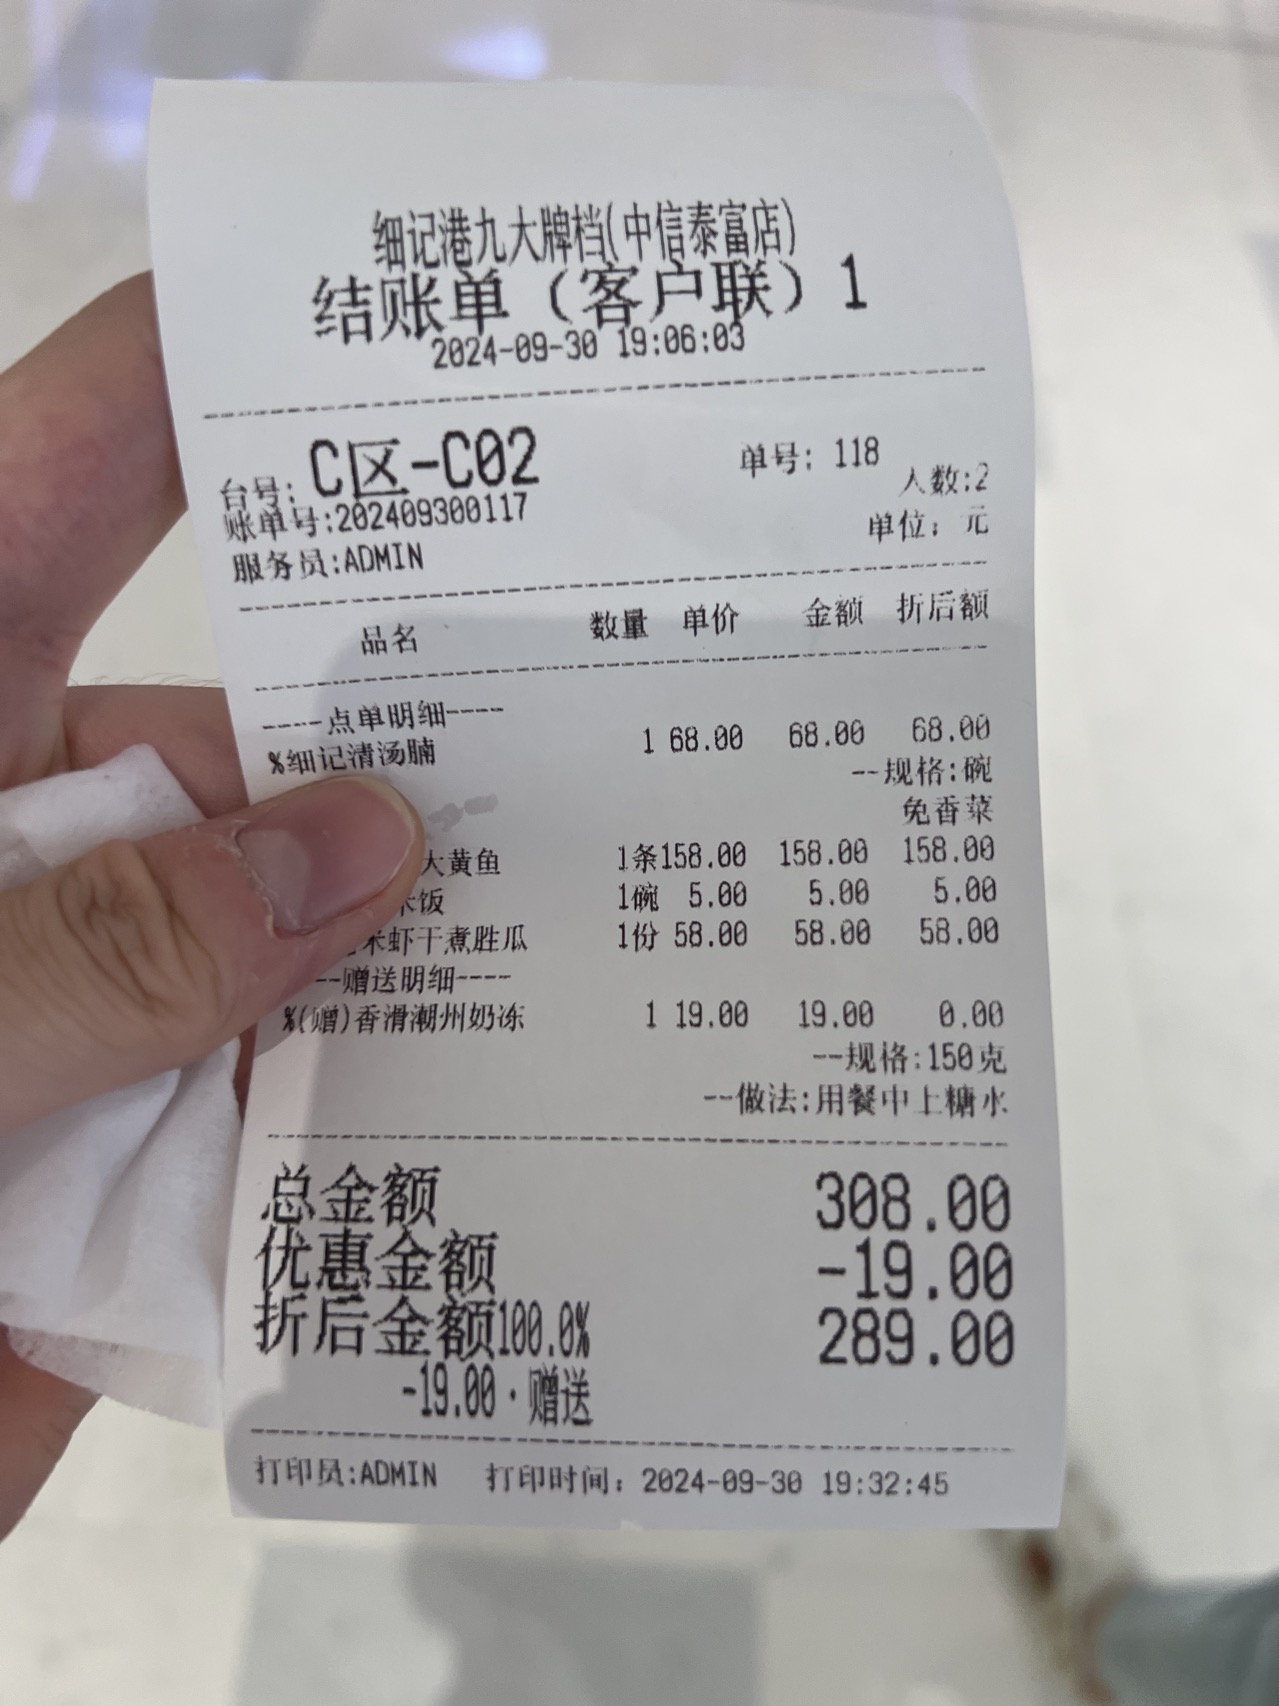 细记港九大牌档(中信泰富店)
结账单（客户联）1
2024-09-30 19:06:03
台号: C区-C02 单号: 118
人数:2
账单号:202409300117
单位: 元
服务员:ADMIN
品名 数量 单价 金额 折后额
----点单明细----
%细记清汤腩 1 68.00 68.00 68.00
--规格:碗
免香菜
大黄鱼 1条158.00 158.00 158.00
米饭 1碗 5.00 5.00 5.00
米虾干煮胜瓜 1份 58.00 58.00 58.00
--赠送明细----
%(赠)香滑潮州奶冻 1 19.00 19.00 0.00
--规格:150克
--做法:用餐中上糖水
总金额 308.00
优惠金额 -19.00
折后金额100.0% 289.00
-19.00·赠送
打印员:ADMIN 打印时间: 2024-09-30 19:32:45